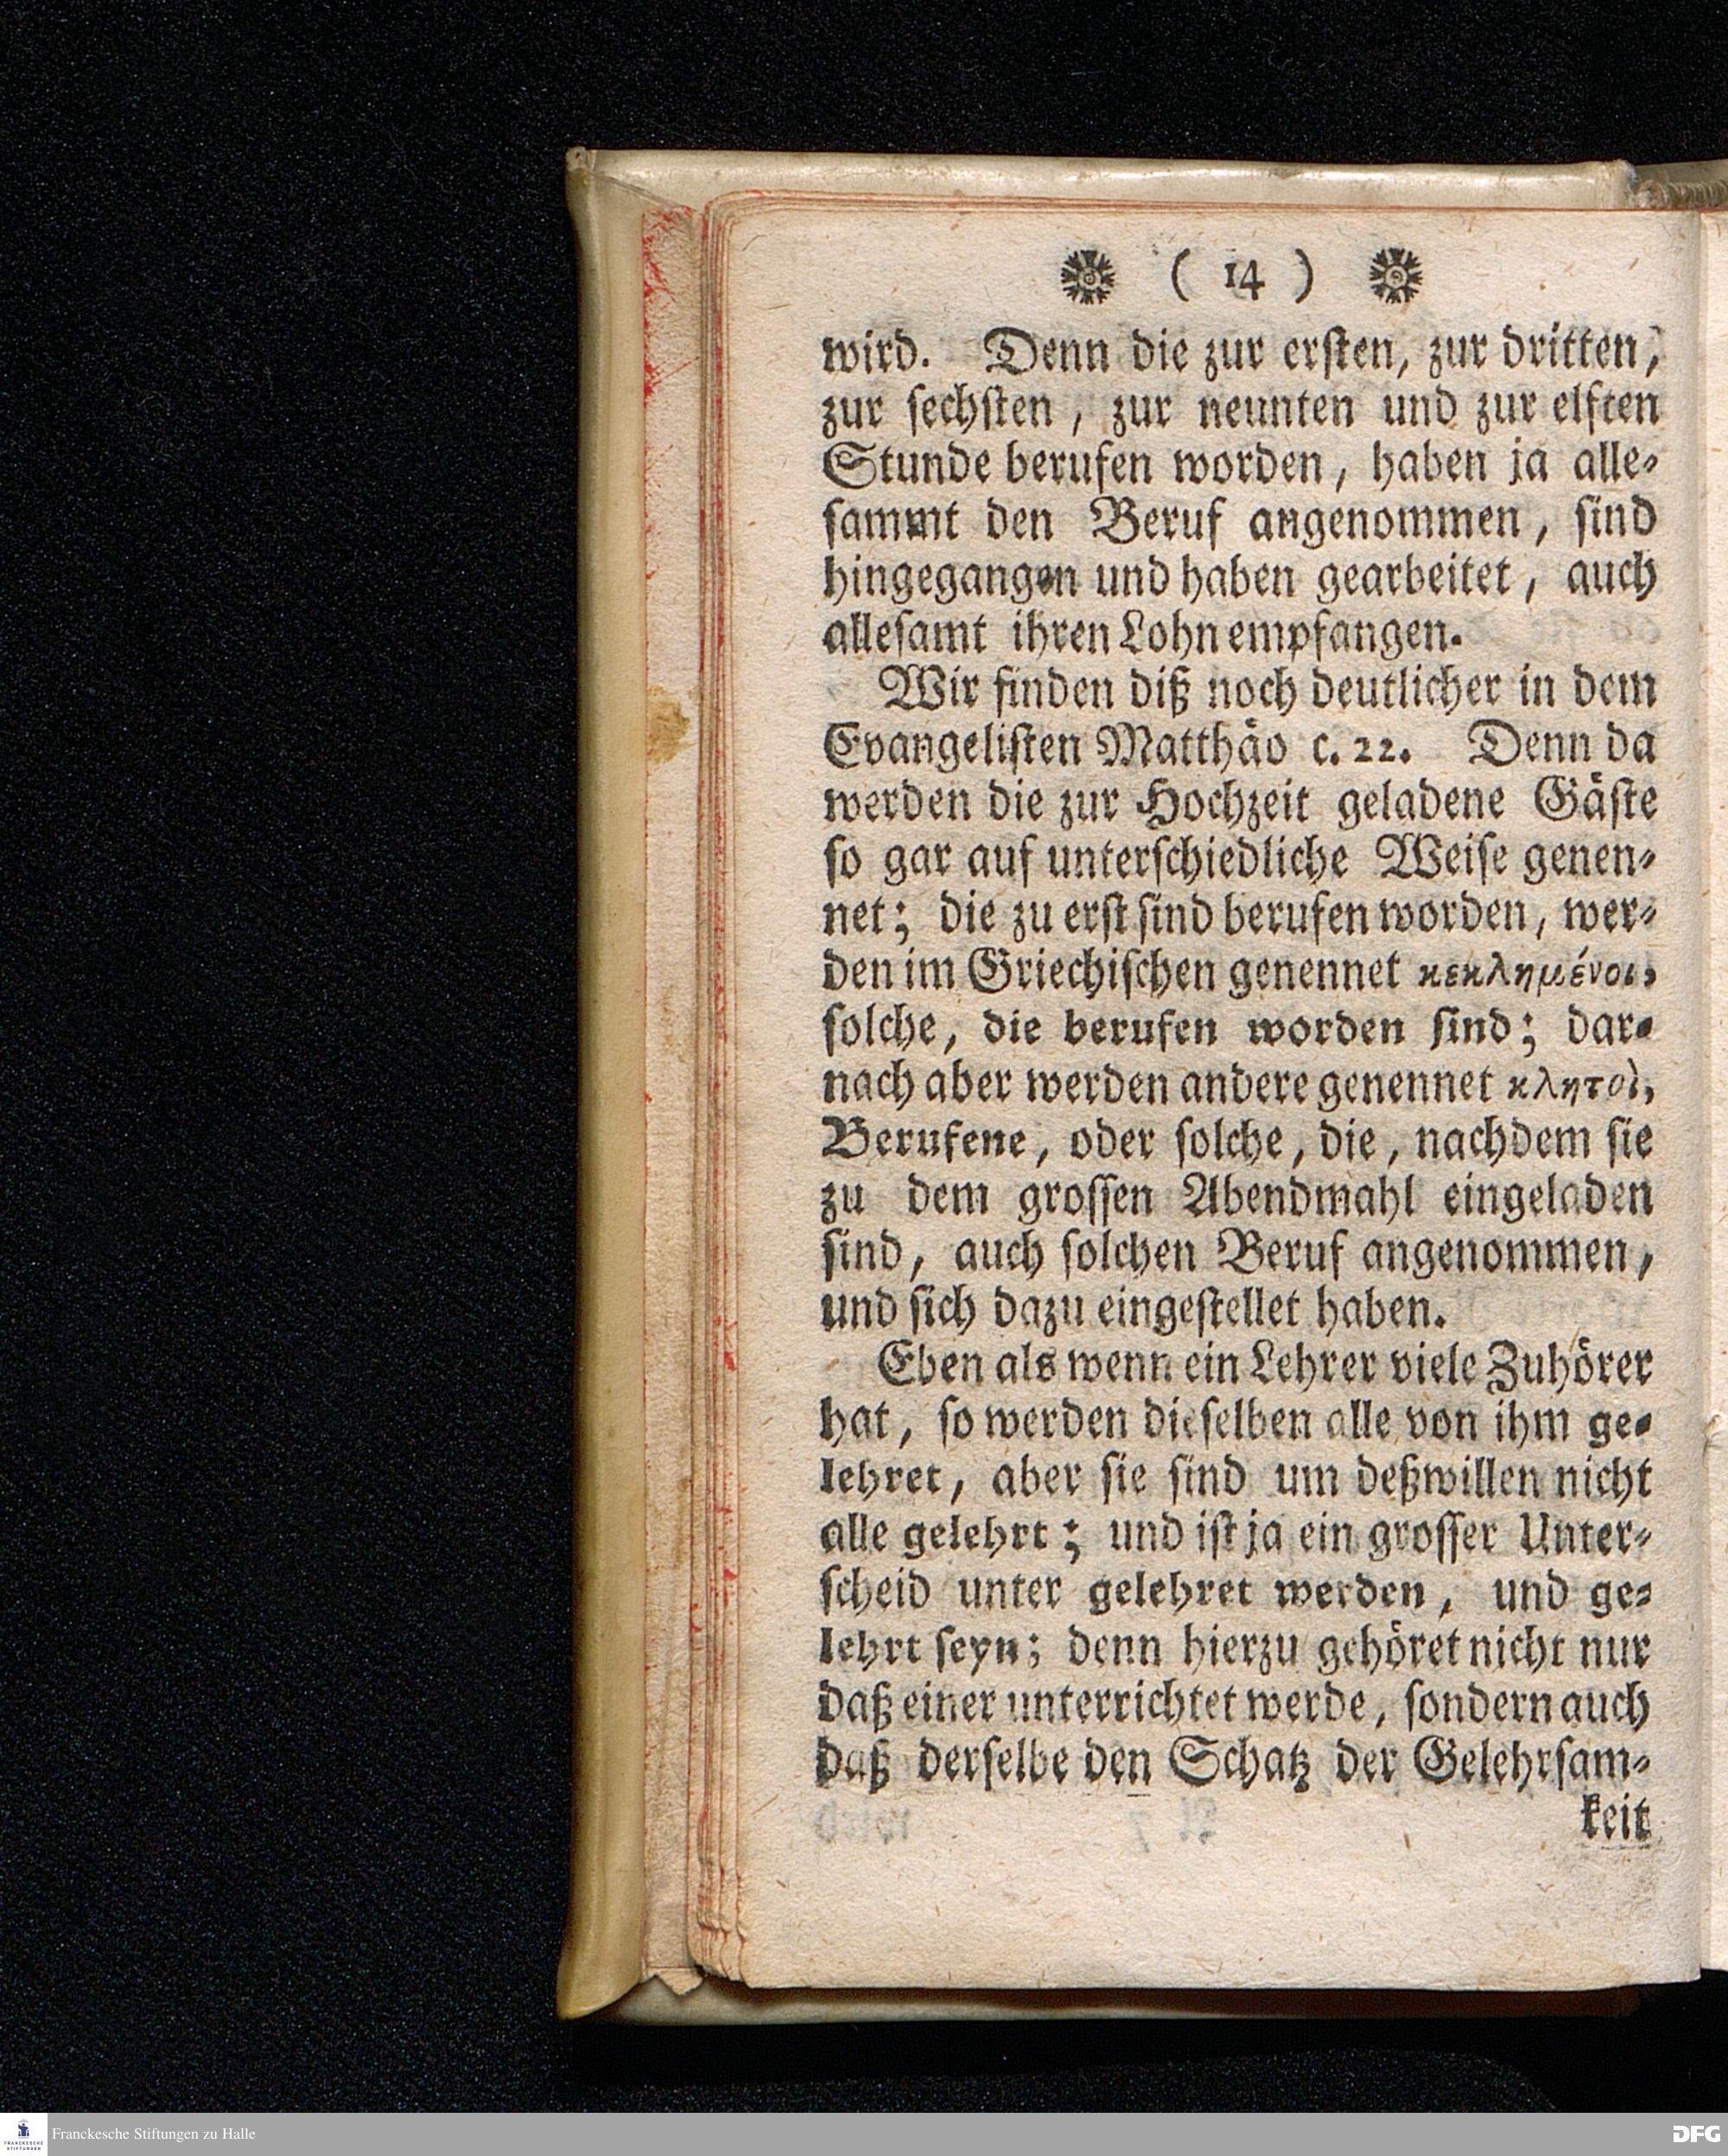 ( 14 )
wird. Denn die zur ersten, zur dritten,
zur sechsten, zur neunten und zur elften
Stunde berufen worden, haben ja alle-
sammt den Beruf angenommen, sind
hingegangen und haben gearbeitet, auch
allesamt ihren Lohn empfangen.
Wir finden diß noch deutlicher in dem
Evangelisten Matthäo c. 22. Denn da
werden die zur Hochzeit geladene Gäste
so gar auf unterschiedliche Weise genen-
net; die zu erst sind berufen worden, wer-
den im Griechischen genennet κεκλημένοι,
solche, die berufen worden sind; dar-
nach aber werden andere genennet κλητοὶ,
Berufene, oder solche, die, nachdem sie
zu dem grossen Abendmahl eingeladen
sind, auch solchen Beruf angenommen,
und sich dazu eingestellet haben.
Eben als wenn ein Lehrer viele Zuhörer
hat, so werden dieselben alle von ihm ge-
lehret, aber sie sind um deßwillen nicht
alle gelehrt; und ist ja ein grosser Unter-
scheid unter gelehret werden, und ge-
lehrt seyn; denn hierzu gehöret nicht nur
daß einer unterrichtet werde, sondern auch
daß derselbe den Schatz der Gelehrsam-
keit
FRANCKESCHE
STIFTUNGEN
Franckesche Stiftungen zu Halle
DFG